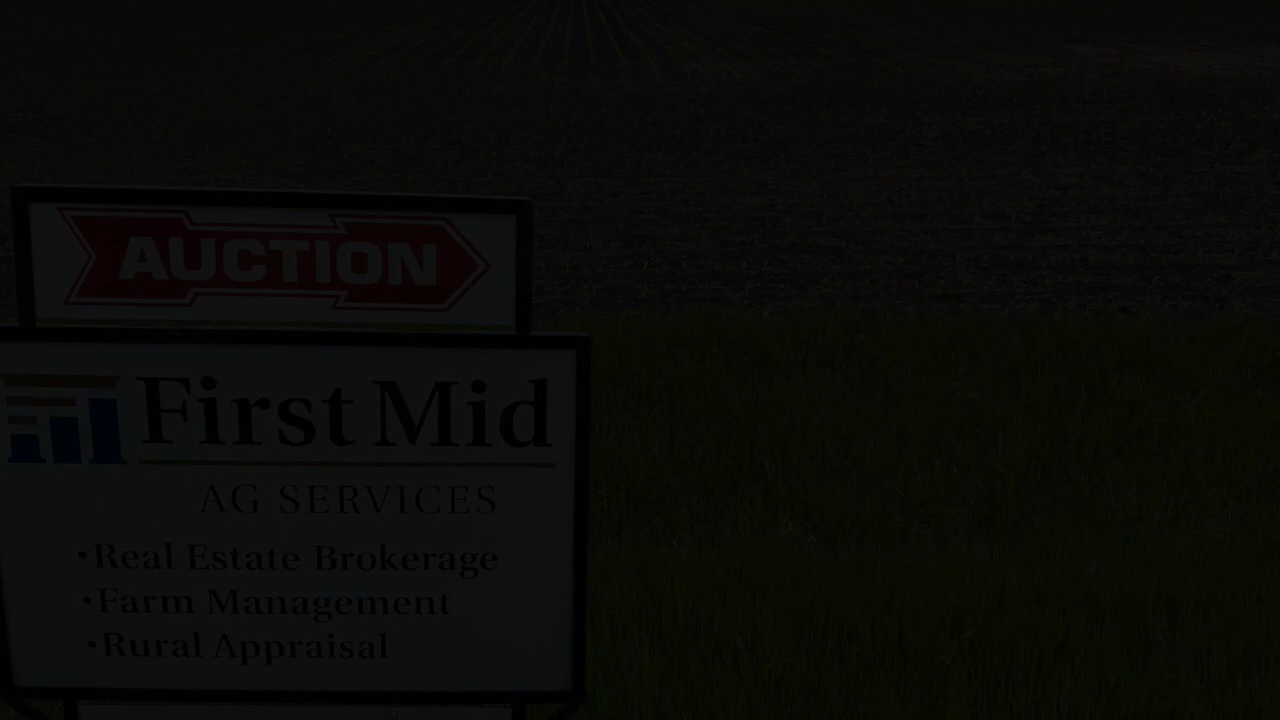 AUCTION
First Mid
AG SERVICES
•Real Estate Brokerage
•Farm Management
•Rural Appraisal